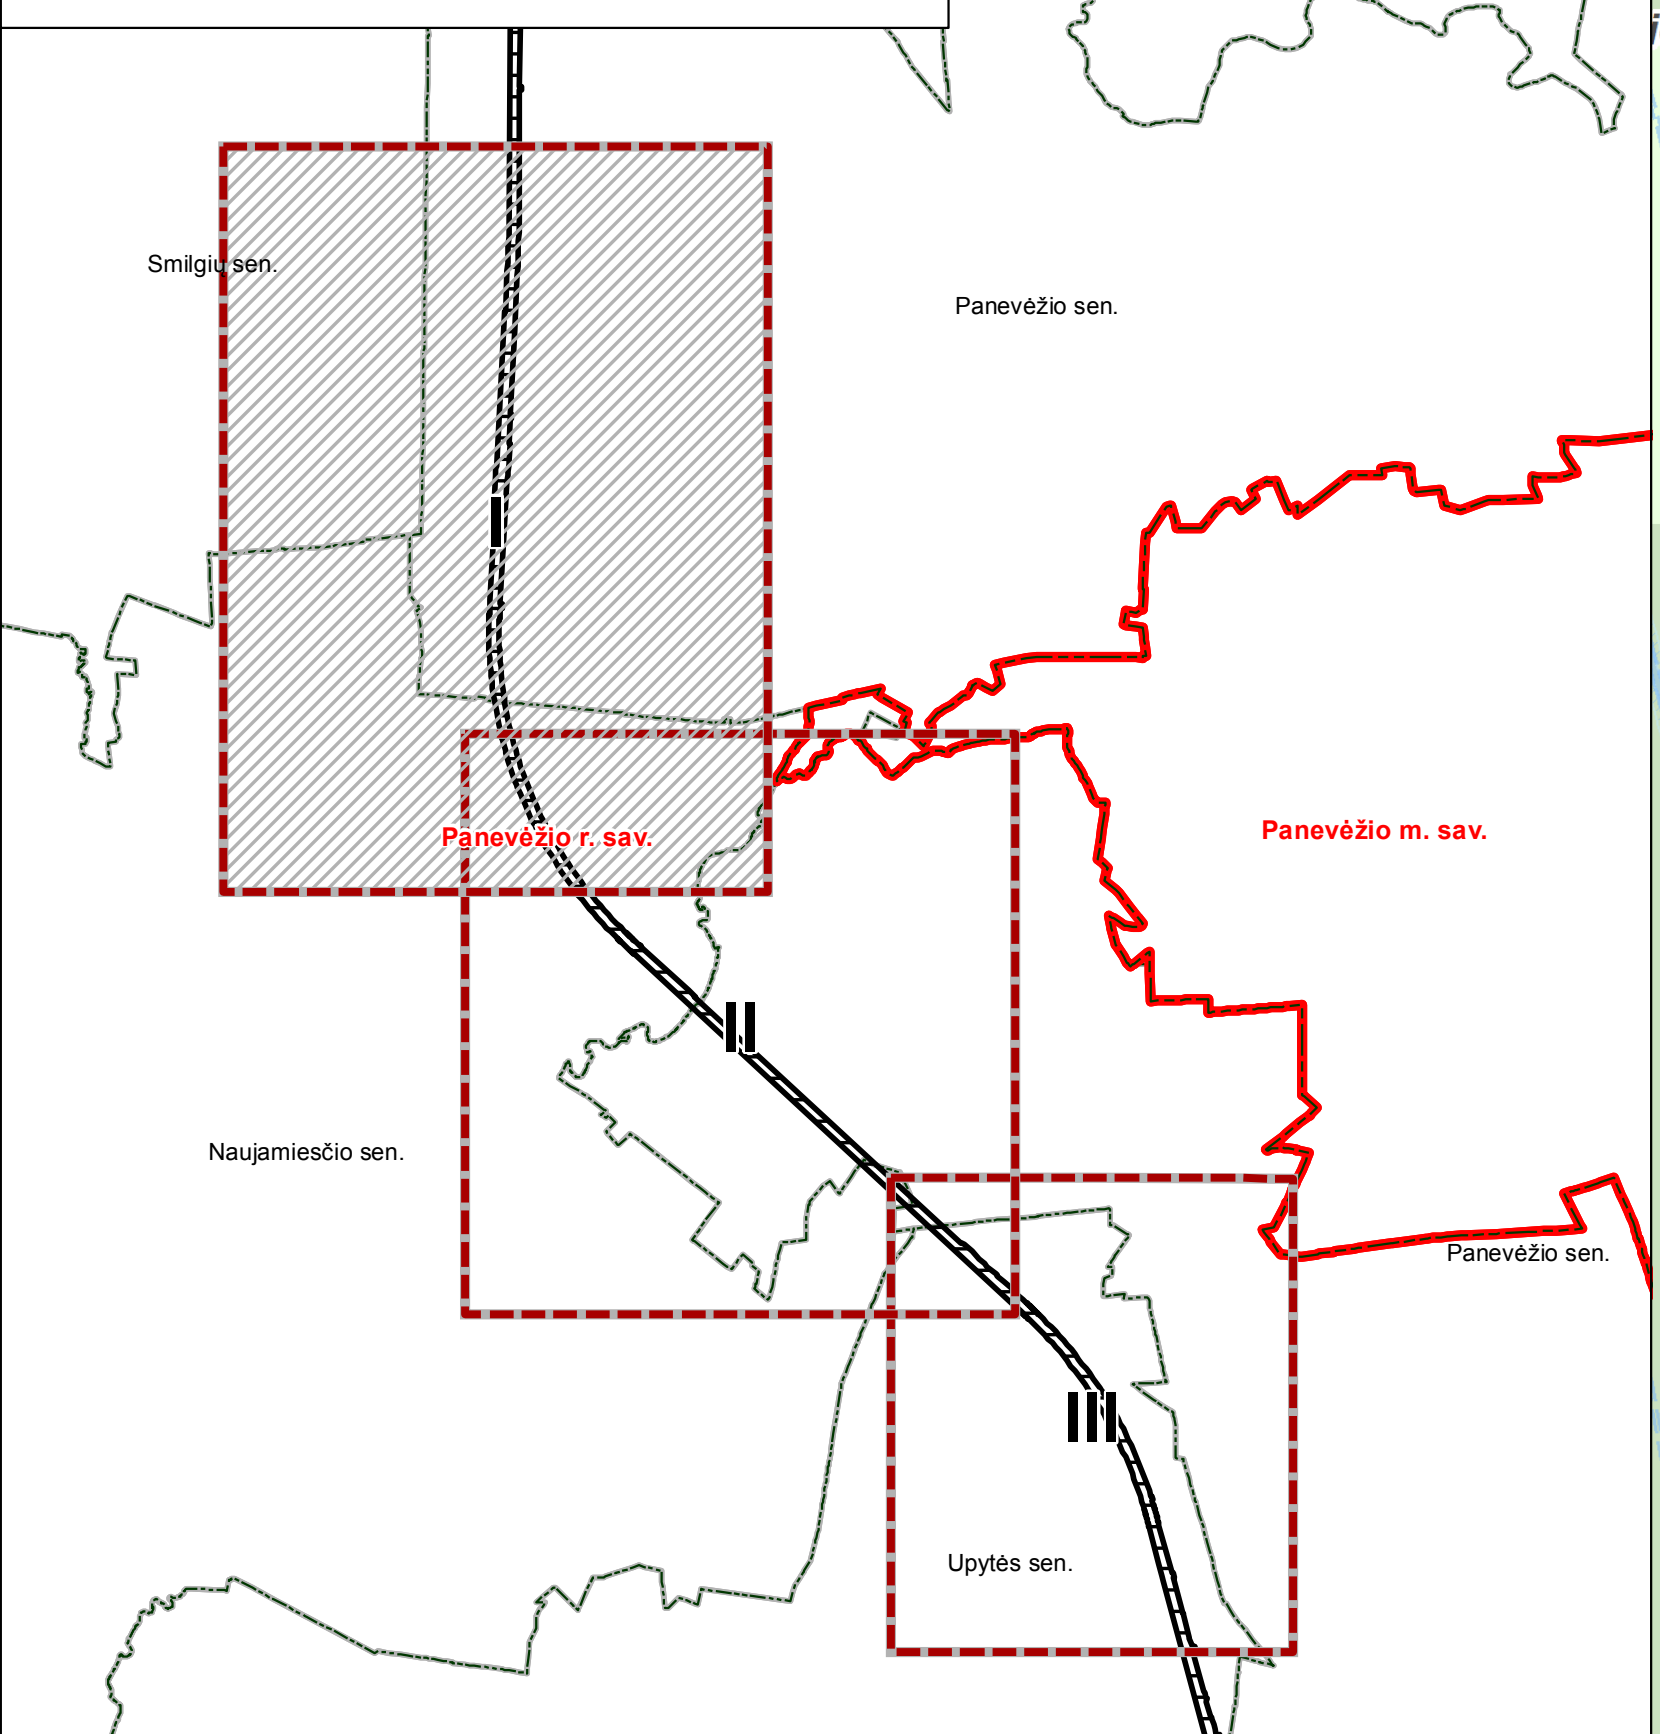 Smilgių sen.
Panevėžio sen.
I
Panevėžio r. sav.
Panevėžio m. sav.
II
Naujamiesčio sen.
Panevėžio sen.
III
Upytės sen.